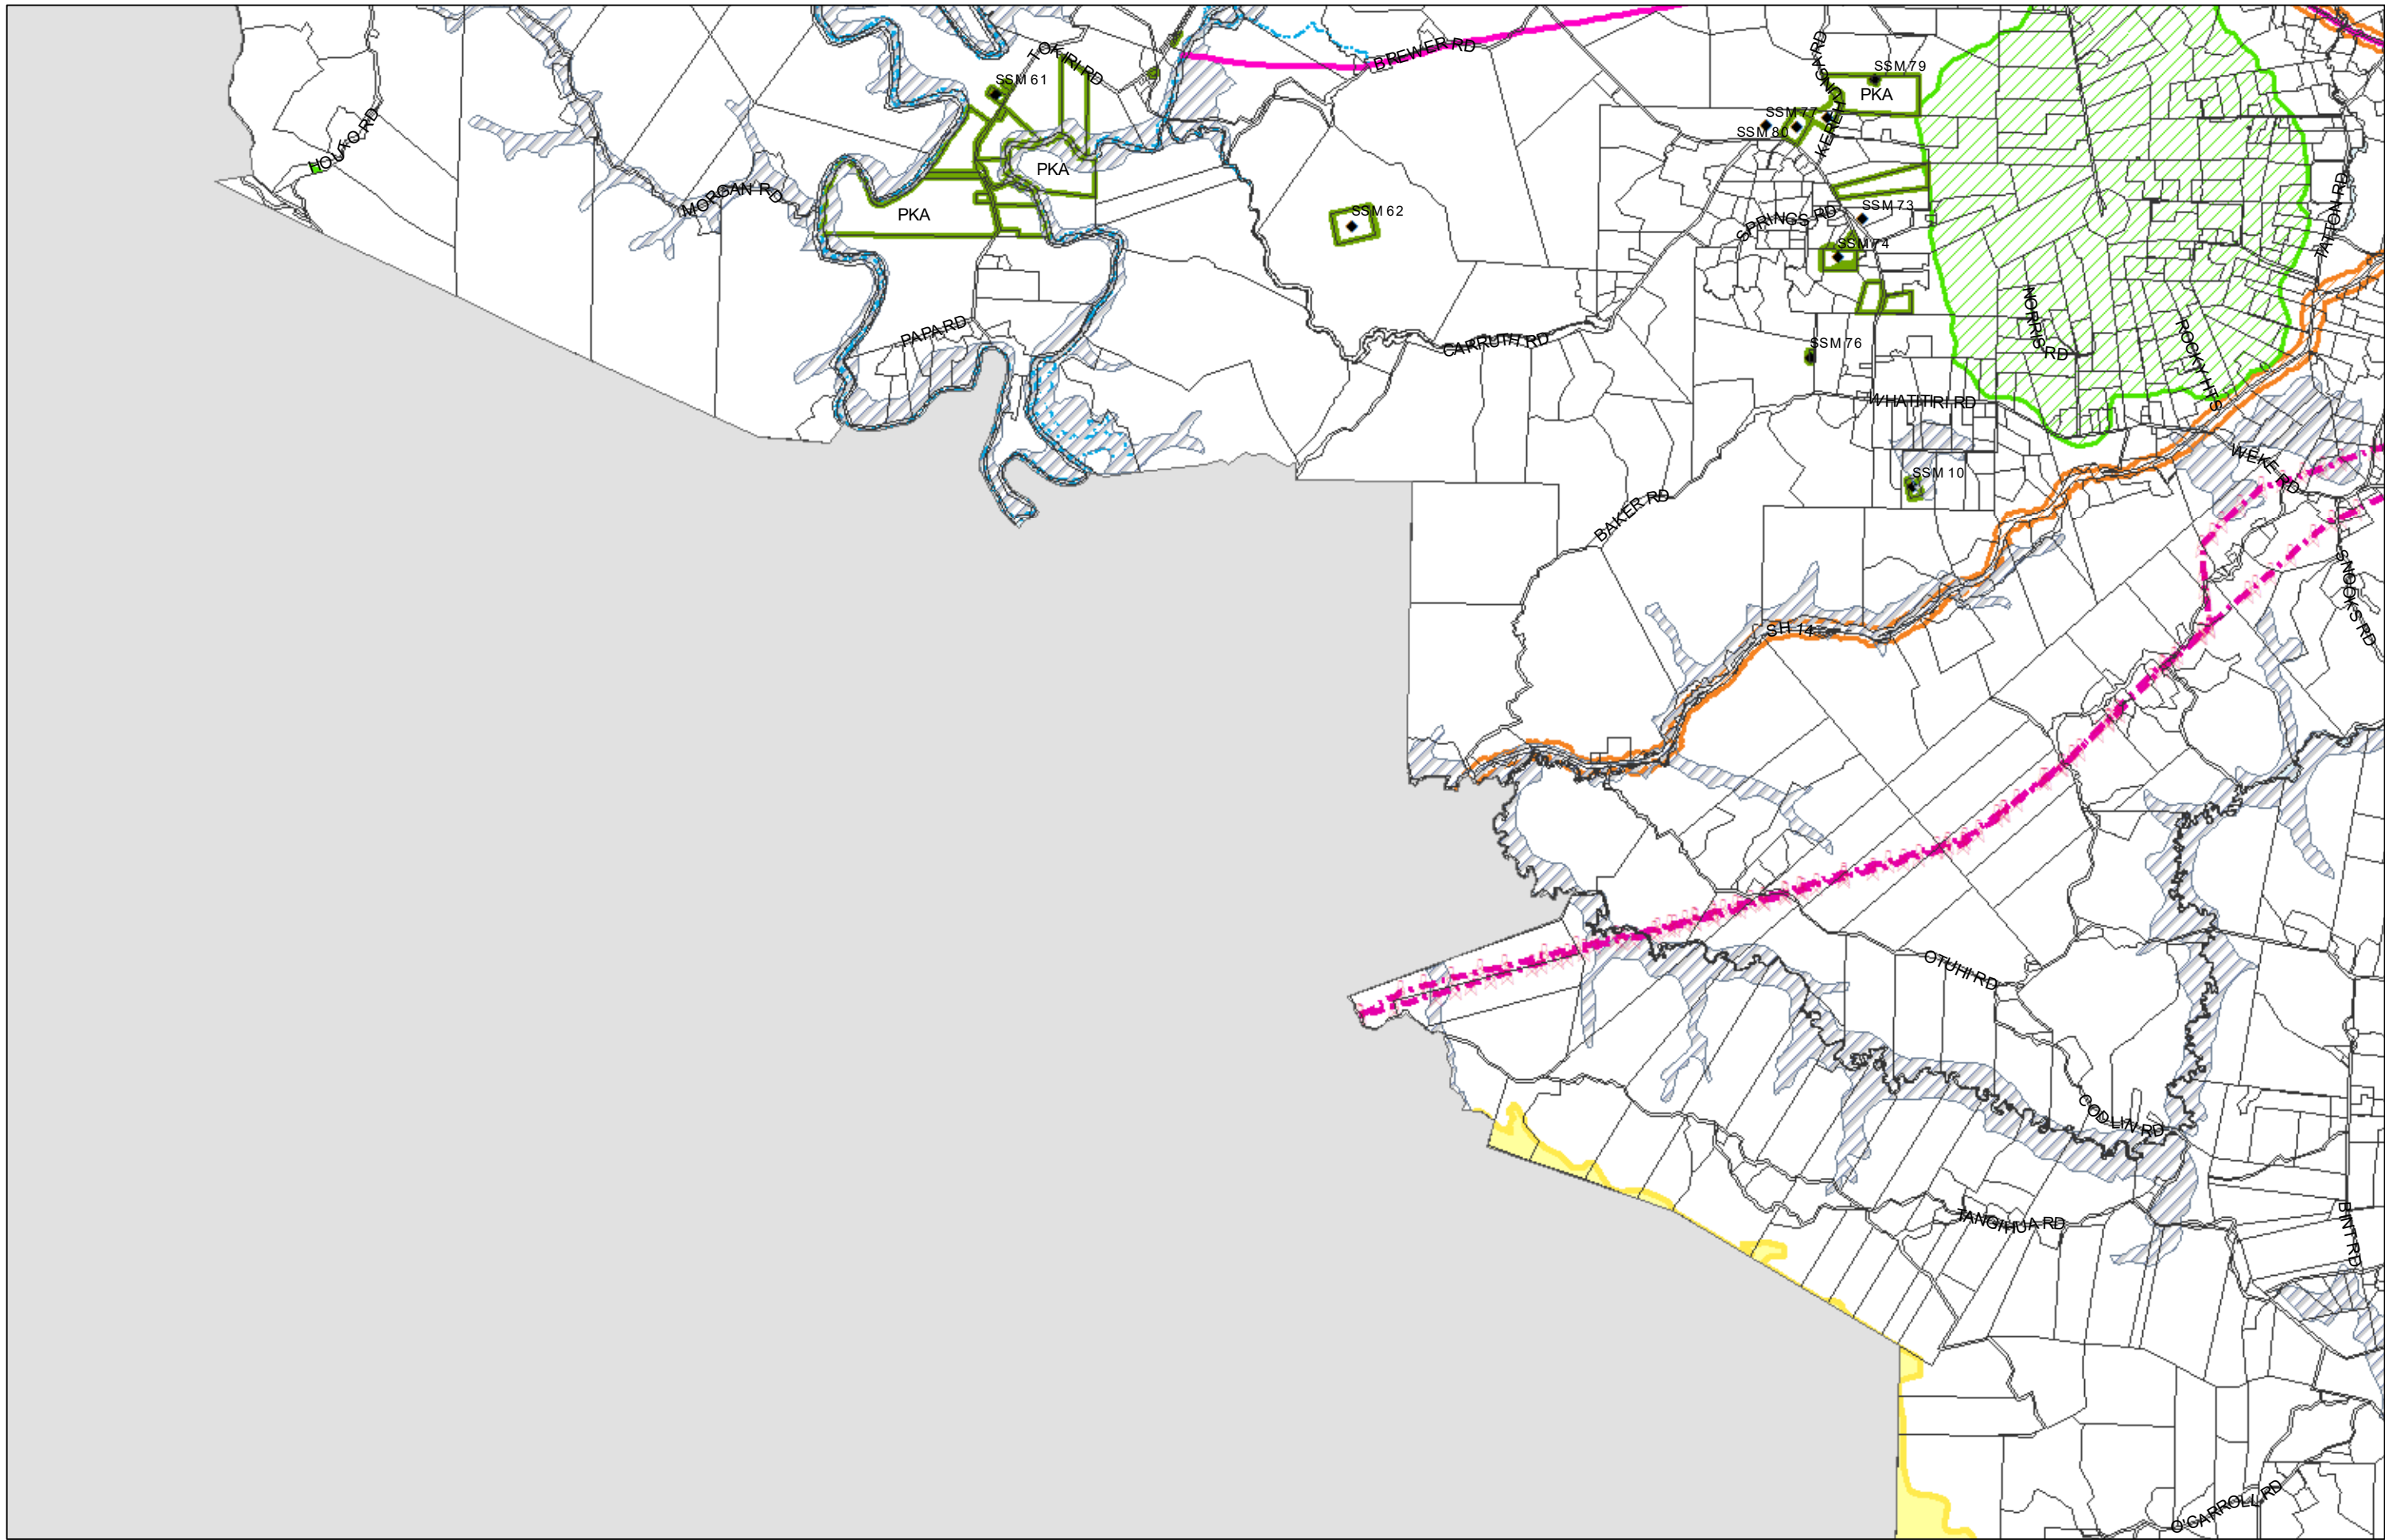 TOKIRI RD
BREWER RD
SSM 61
SSM 79
PKA
SSM 77
SSM 80
HOUTO RD
MORGAN RD
PKA
PKA
SSM 62
SPRINGS RD
SSM 73
SSM 74
TATTON RD
PAPA RD
CARRUTH RD
NORRIS RD
ROCKY HTS
SSM 76
WHATITIRI RD
WEKE RD
SSM 10
BAKER RD
SNOOKS RD
SH 14
OTUHI RD
CODLIN RD
TANGIHUA RD
BINT RD
O'CARROLL RD